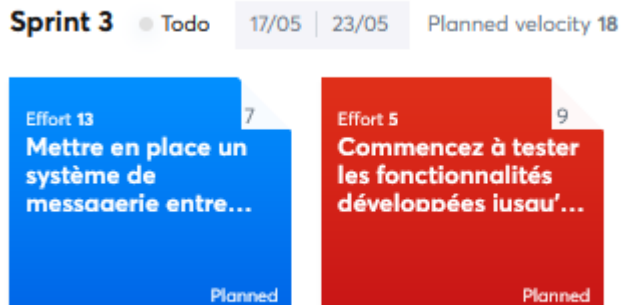 Sprint 3 Todo 17/05 23/05 Planned velocity 18
Effort 13 7
Mettre en place un
système de
messagerie entre...
Planned
Effort 5 9
Commencez à tester
les fonctionnalités
développées jusqu'...
Planned